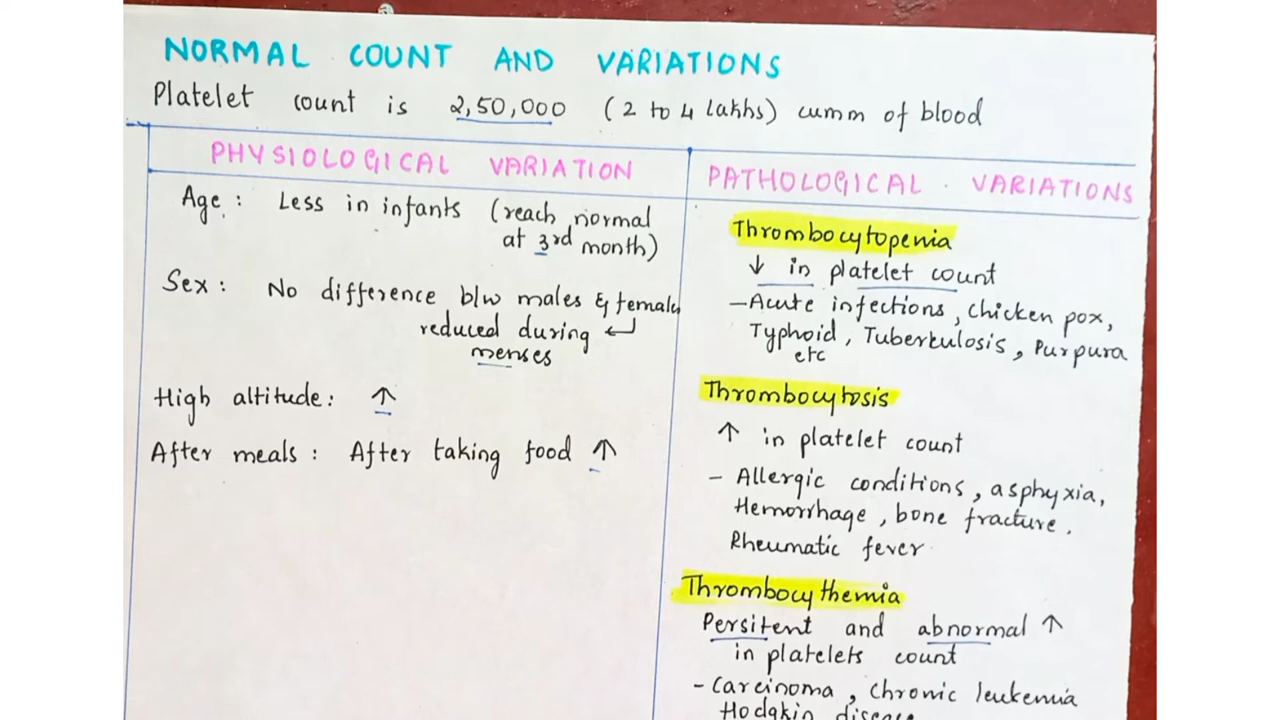 NORMAL COUNT AND VARIATIONS
Platelet count is 2,50,000 (2 to 4 lakhs) cumm of blood
PHYSIOLOGICAL VARIATION
Age: Less in infants (reach normal
at 3rd month)
Sex: No difference b/w males & female
reduced during ↵
menses
High altitude: ↑
After meals: After taking food ↑
PATHOLOGICAL VARIATIONS
Thrombocytopenia
↓ in platelet count
- Acute infections, chicken pox,
Typhoid, Tuberkulosis, Purpura
etc
Thrombocytosis
↑ in platelet count
- Allergic conditions, asphyxia,
Hemorrhage, bone fracture.
Rheumatic fever
Thrombocythemia
Persitent and abnormal ↑
in platelets count
- Carcinoma, chronic leukemia
Hodgkin disease